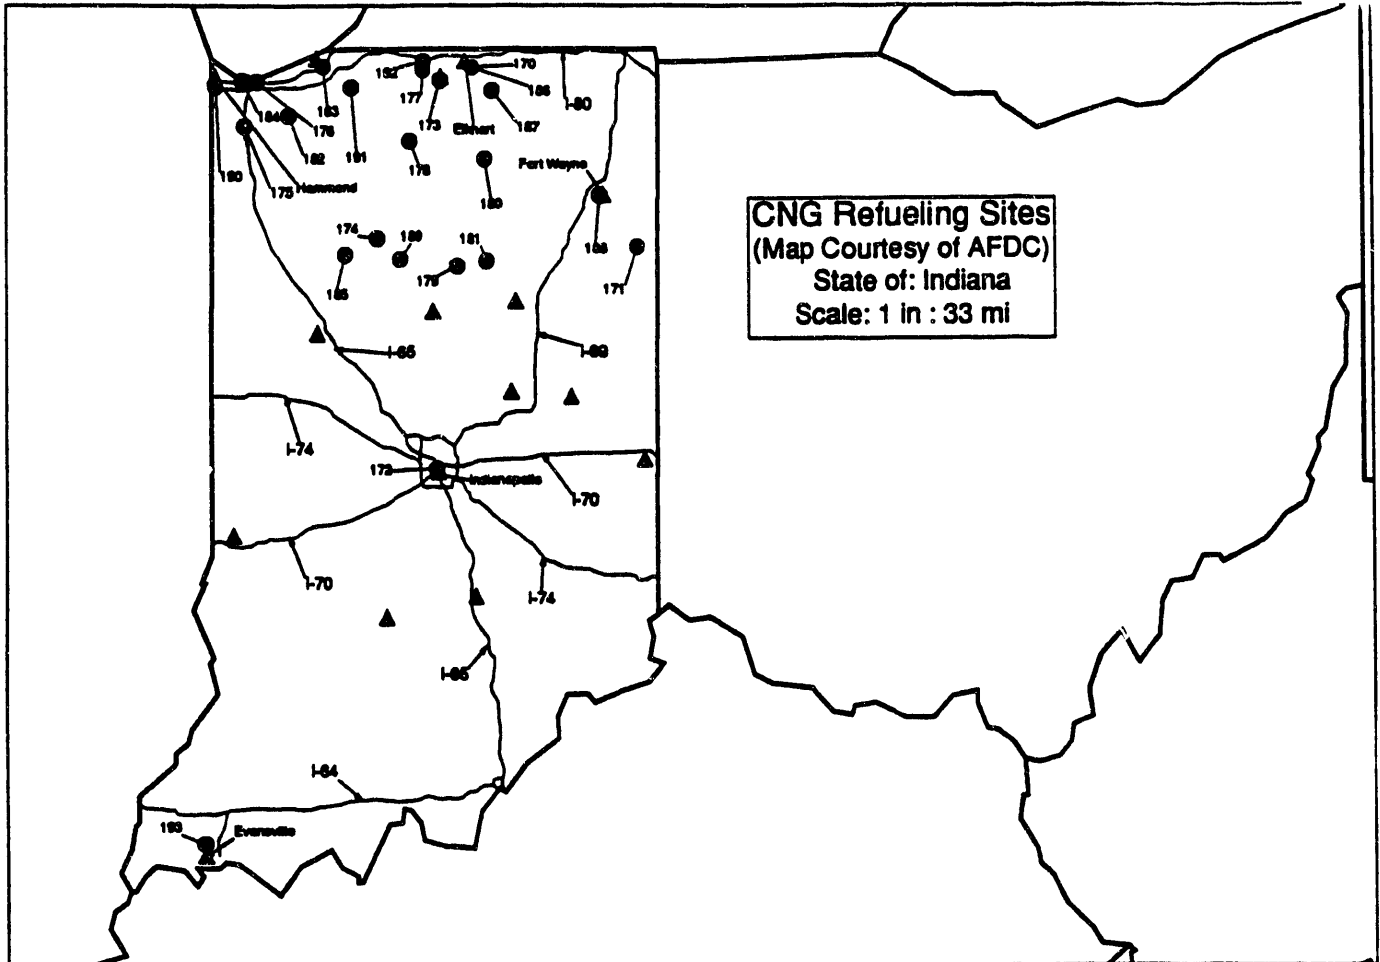 192
170
186
I-80
177
173
Elkhart
187
183
184
176
182
191
178
Fort Wayne
190
175
Hammond
180
CNG Refueling Sites
(Map Courtesy of AFDC)
State of: Indiana
Scale: 1 in : 33 mi
174
189
181
188
185
179
171
I-65
I-69
I-74
172
Indianapolis
I-70
I-70
I-74
I-65
I-64
193
Evansville